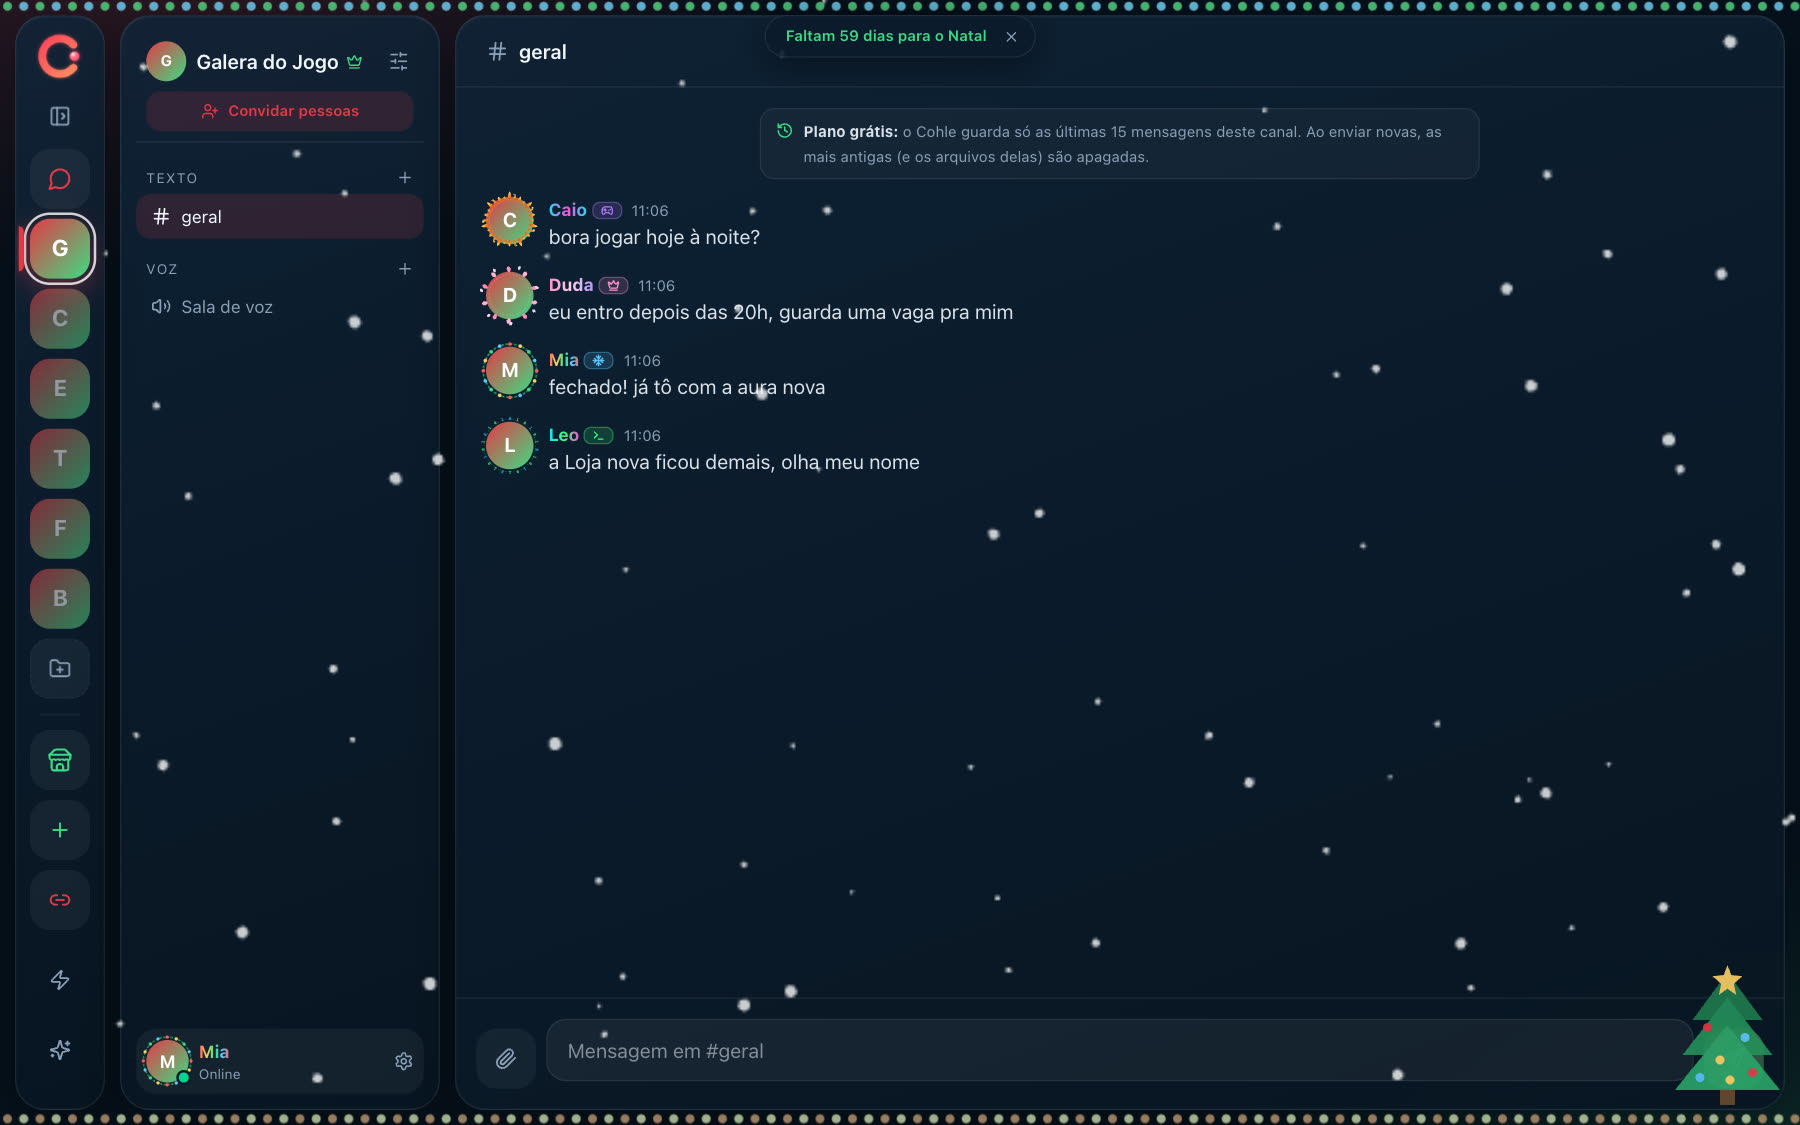 Faltam 59 dias para o Natal
G Galera do Jogo
Convidar pessoas
TEXTO
geral
VOZ
Sala de voz
G
C
E
T
F
B
M Mia
Online
# geral
Plano grátis: o Cohle guarda só as últimas 15 mensagens deste canal. Ao enviar novas, as
mais antigas (e os arquivos delas) são apagadas.
C Caio 11:06
bora jogar hoje à noite?
D Duda 11:06
eu entro depois das 20h, guarda uma vaga pra mim
M Mia 11:06
fechado! já tô com a aura nova
L Leo 11:06
a Loja nova ficou demais, olha meu nome
Mensagem em #geral